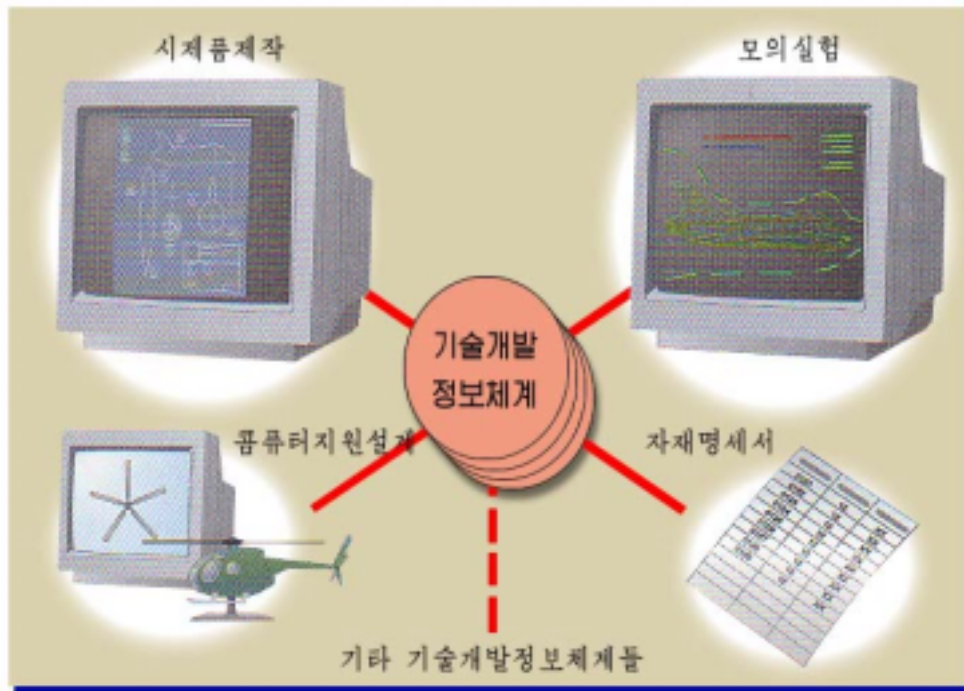 시제품제작
모의실험
기술개발
정보체계
콤퓨터지원설계
자재명세서
기타 기술개발정보체계들